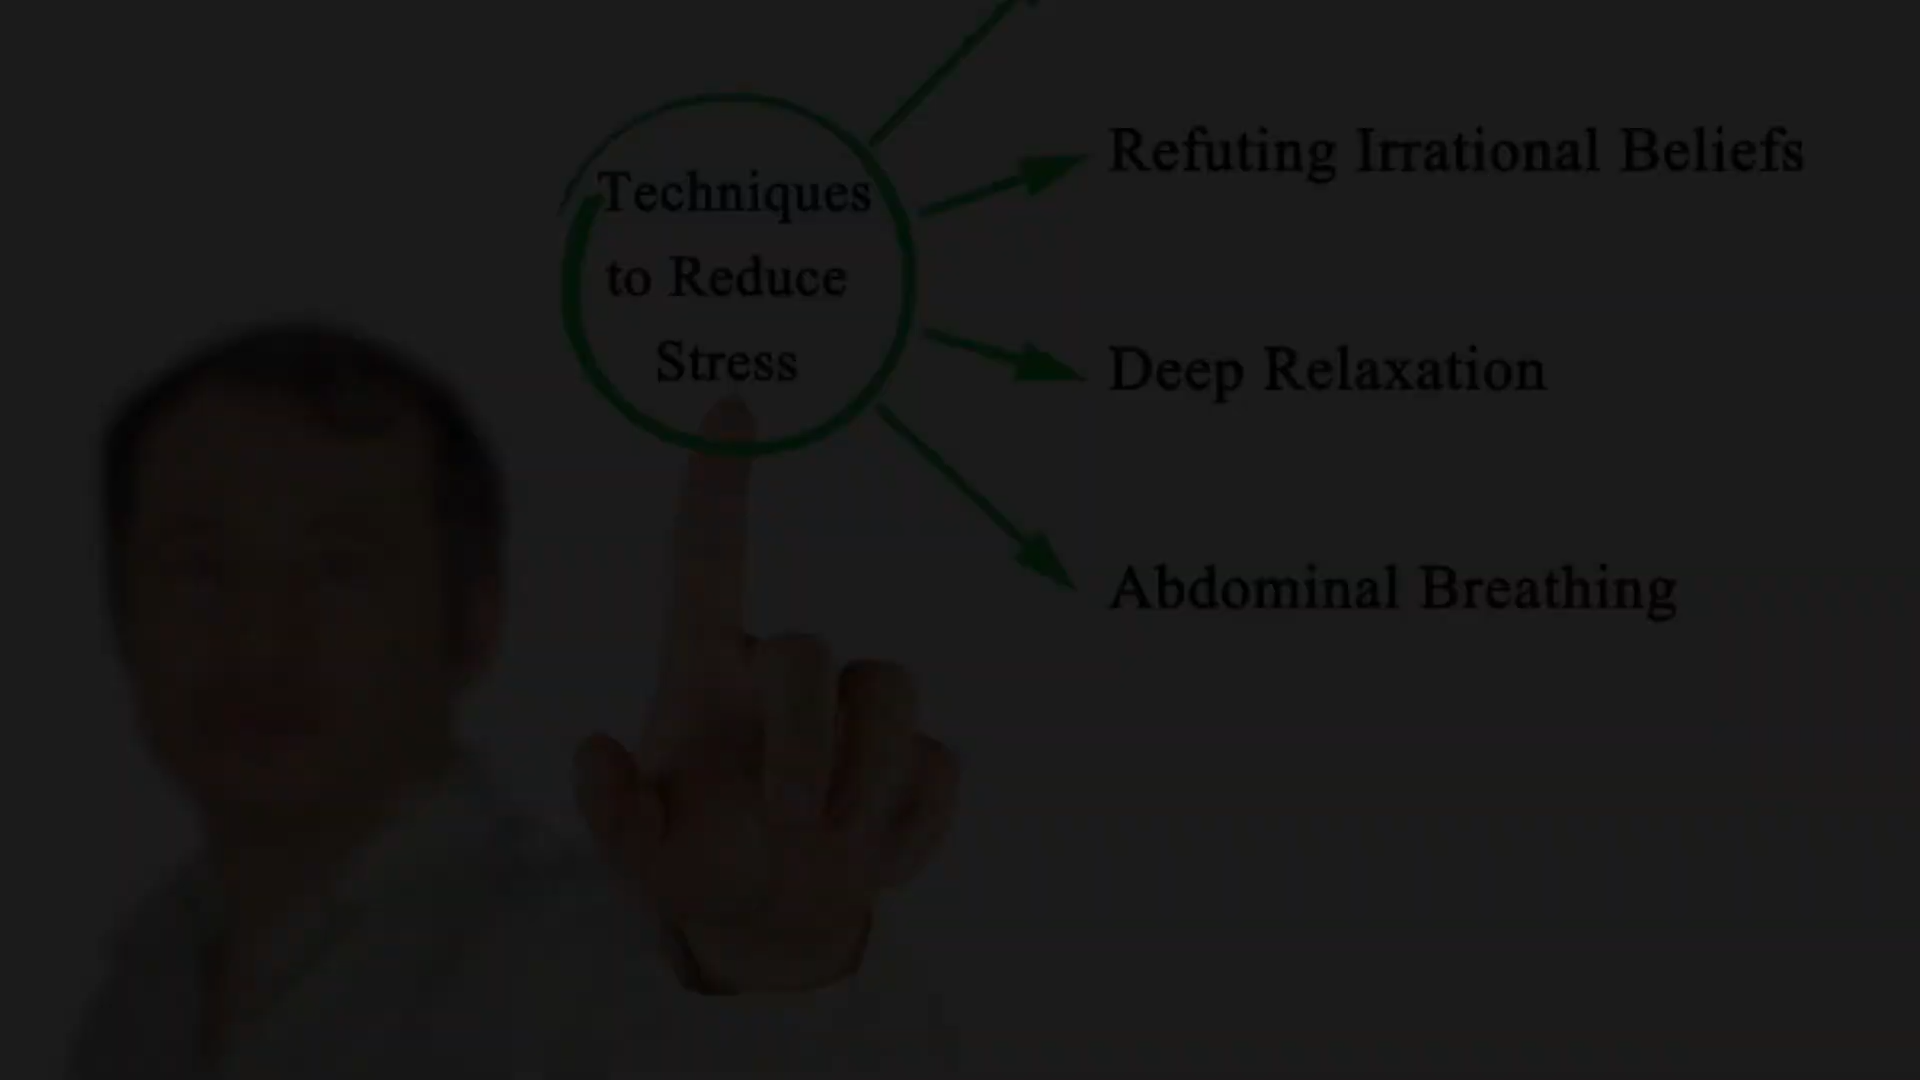 Techniques
to Reduce
Stress
Refuting Irrational Beliefs
Deep Relaxation
Abdominal Breathing